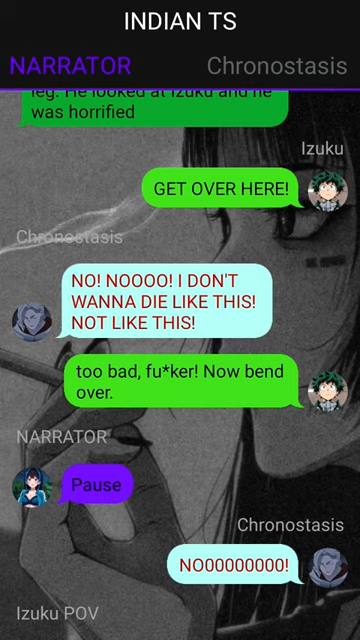 INDIAN TS
NARRATOR
Chronostasis
leg. He looked at Izuku and he
was horrified
Izuku
GET OVER HERE!
Chronostasis
NO! NOOOO! I DON'T
WANNA DIE LIKE THIS!
NOT LIKE THIS!
too bad, fu*ker! Now bend
over.
NARRATOR
Pause
Chronostasis
NO00000000!
Izuku POV